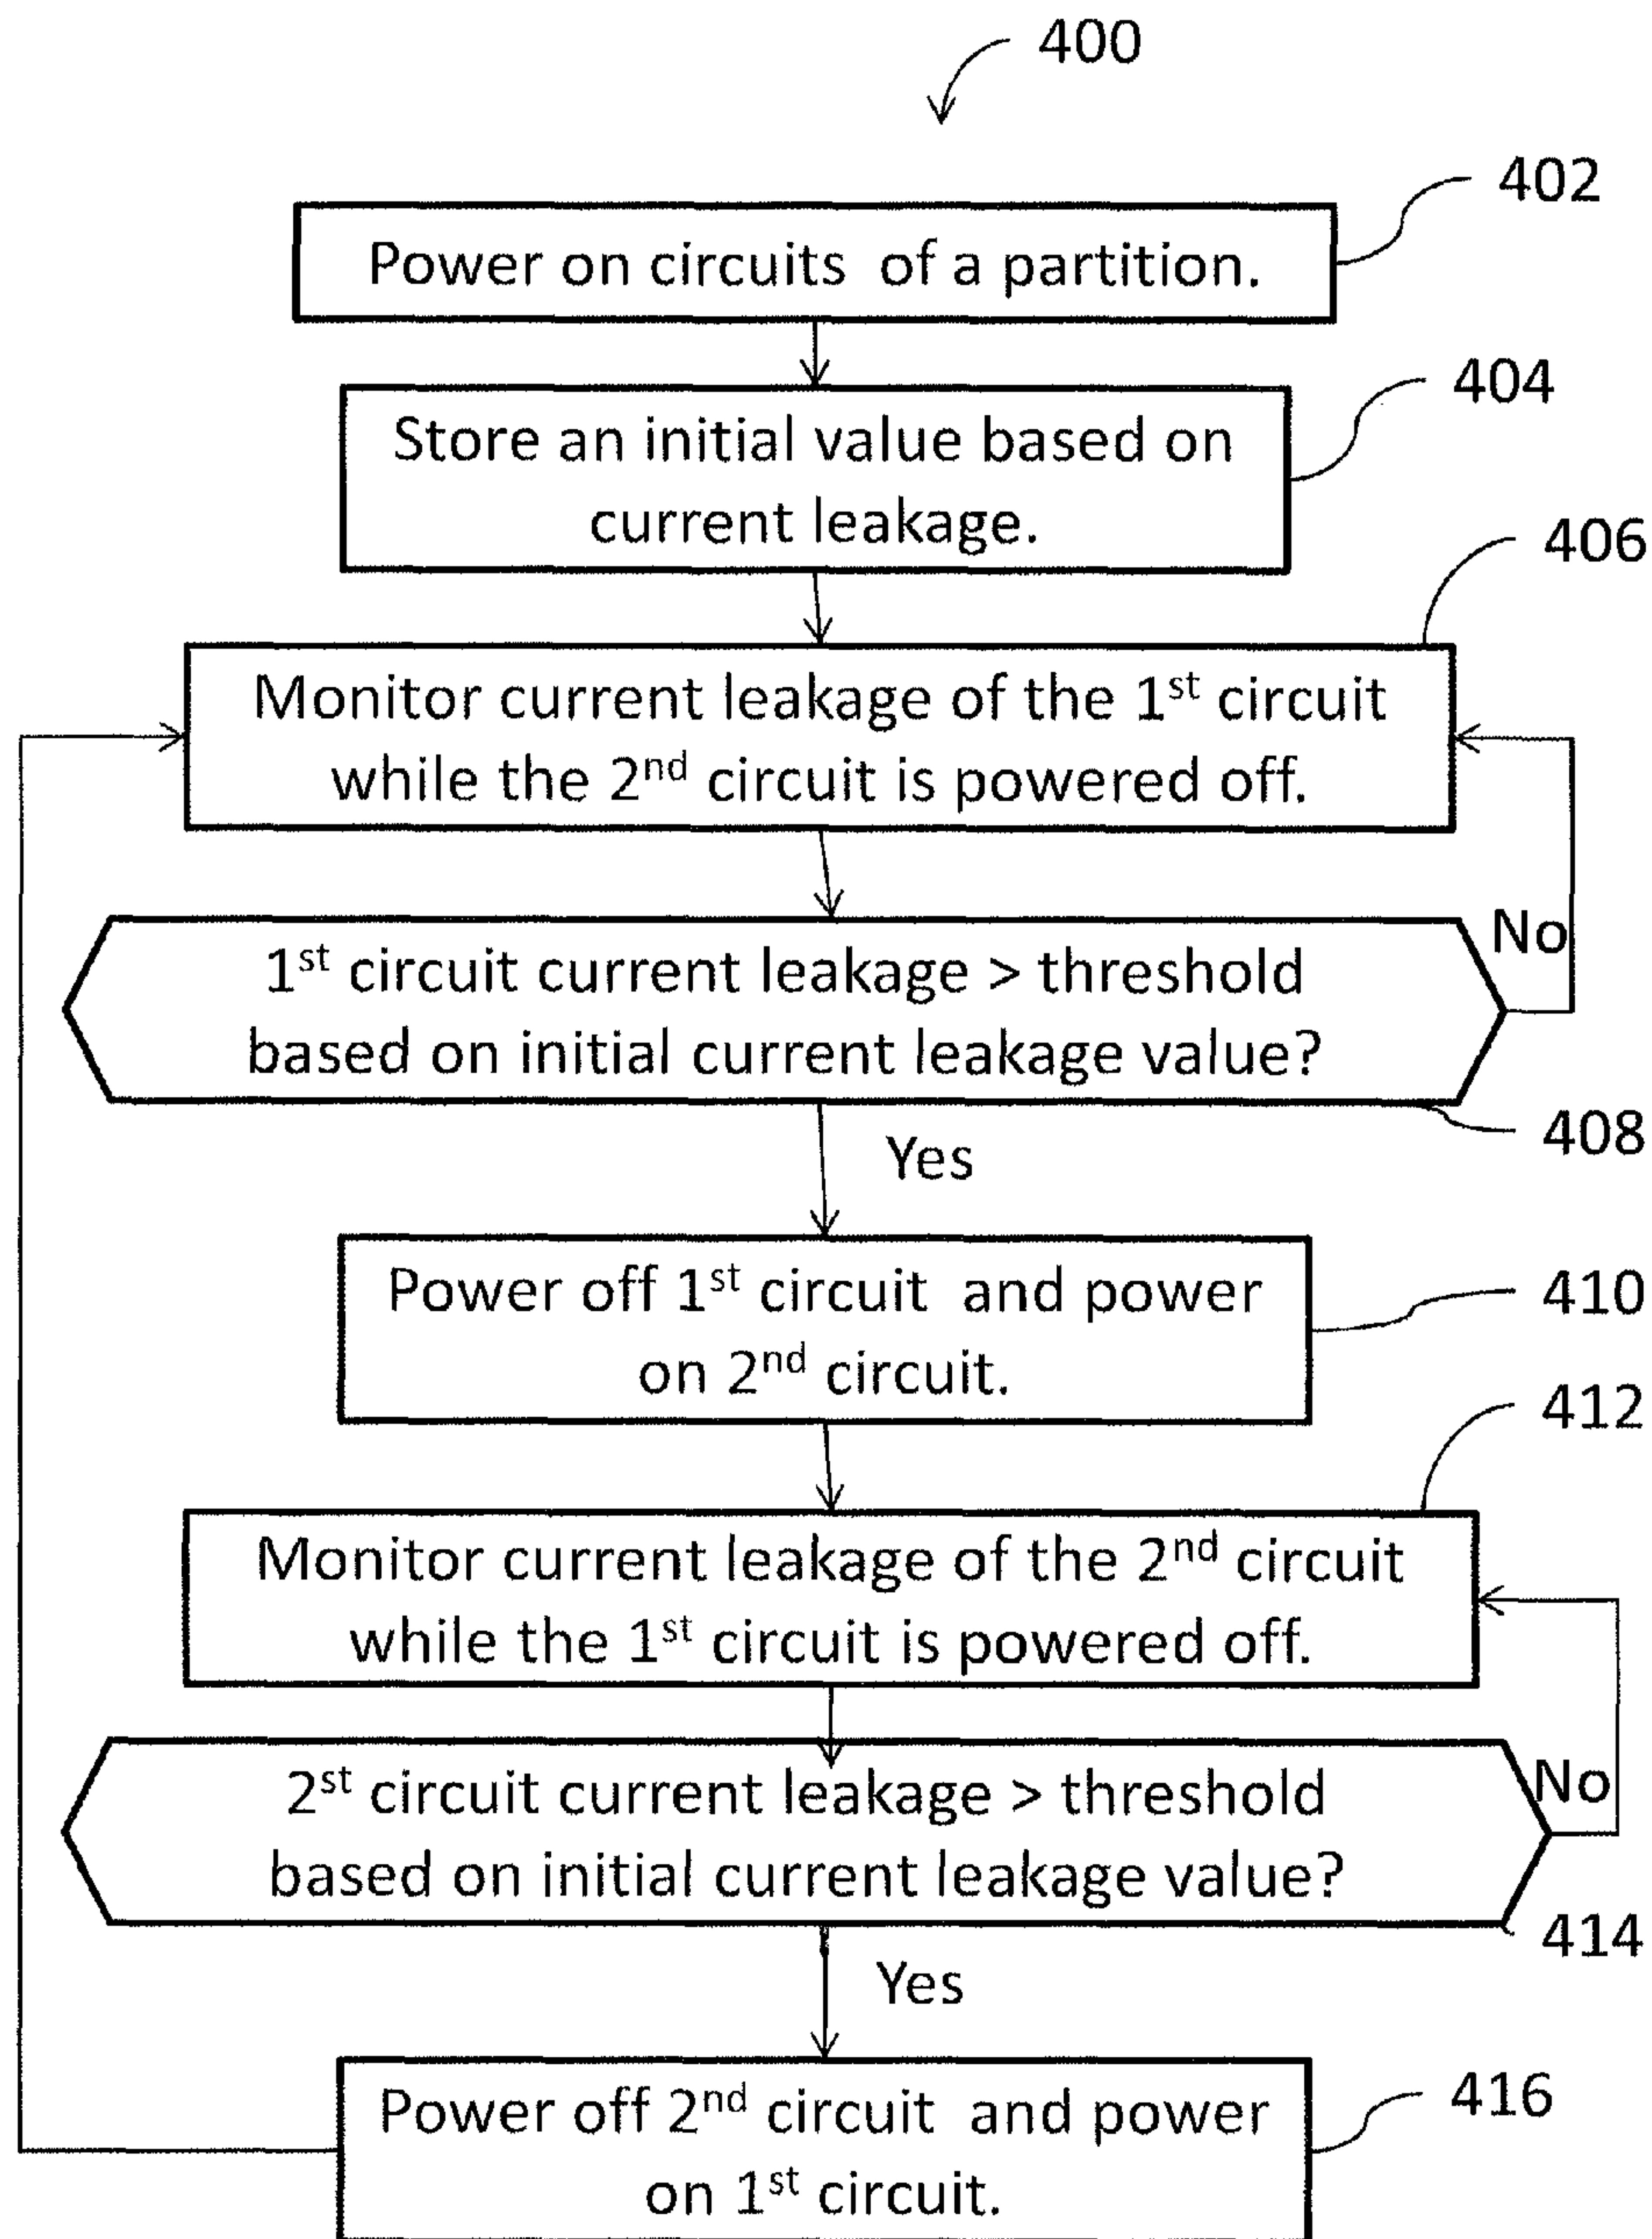 400
402
Power on circuits of a partition.
404
Store an initial value based on
current leakage.
406
Monitor current leakage of the 1st circuit
while the 2nd circuit is powered off.
No
1st circuit current leakage > threshold
based on initial current leakage value?
408
Yes
Power off 1st circuit and power
on 2nd circuit.
410
412
Monitor current leakage of the 2nd circuit
while the 1st circuit is powered off.
No
2st circuit current leakage > threshold
based on initial current leakage value?
414
Yes
416
Power off 2nd circuit and power
on 1st circuit.